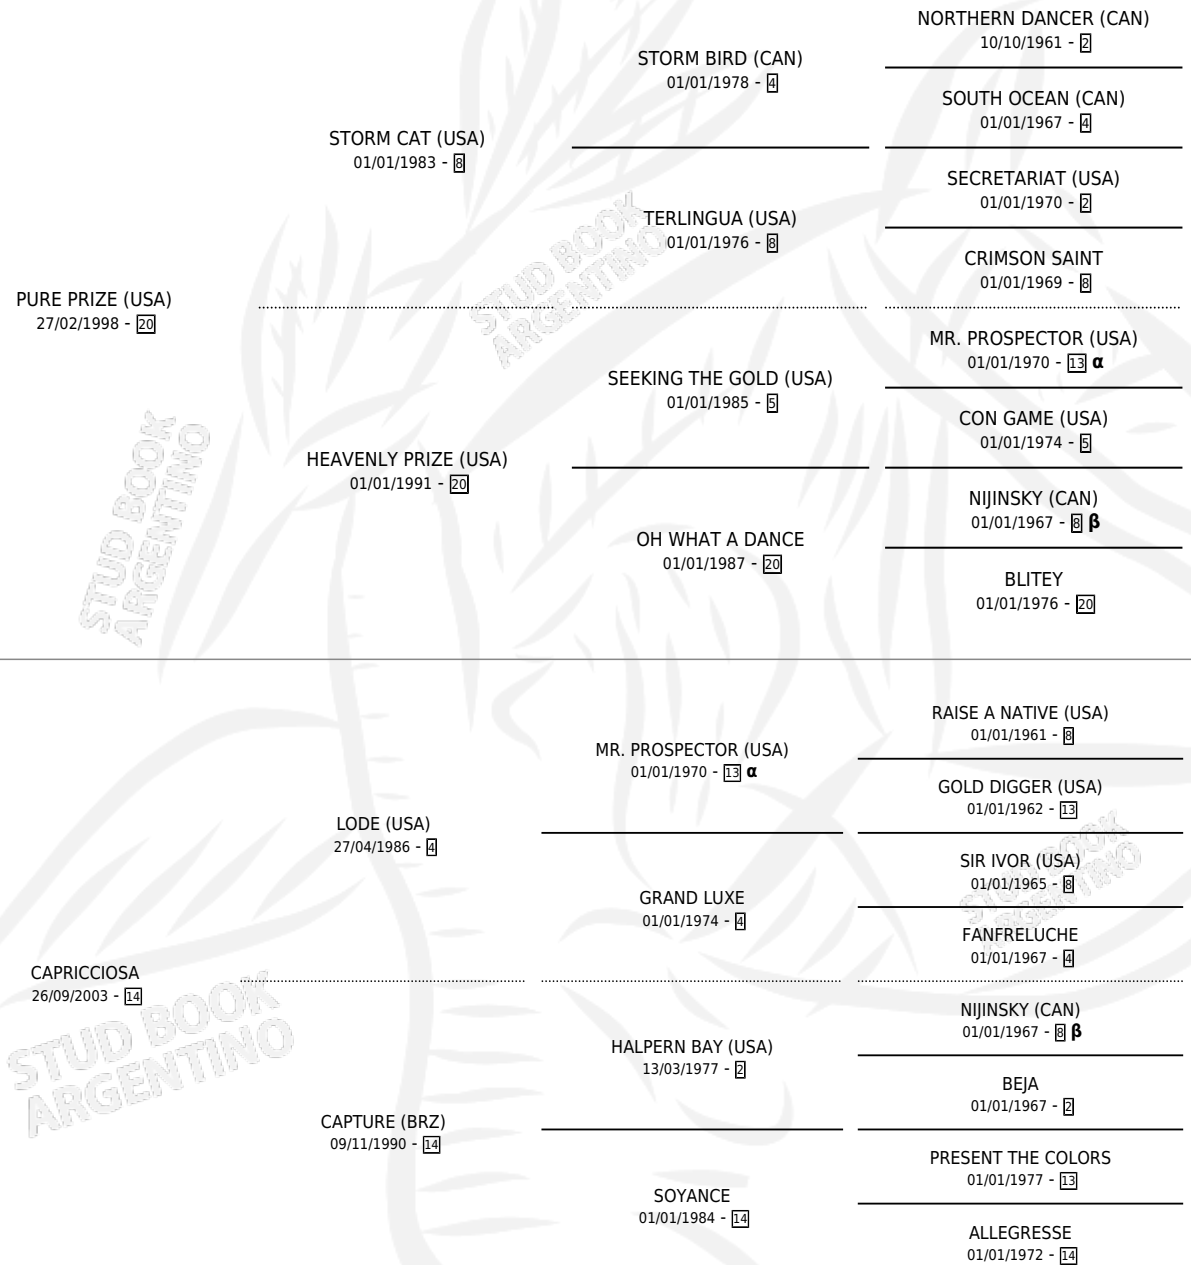 NORTHERN DANCER (CAN)
10/10/1961 - 2
STORM BIRD (CAN)
01/01/1978 - 4
SOUTH OCEAN (CAN)
01/01/1967 - 4
STORM CAT (USA)
01/01/1983 - 8
SECRETARIAT (USA)
01/01/1970 - 2
TERLINGUA (USA)
01/01/1976 - 8
CRIMSON SAINT
01/01/1969 - 8
PURE PRIZE (USA)
27/02/1998 - 20
MR. PROSPECTOR (USA)
01/01/1970 - 13 α
SEEKING THE GOLD (USA)
01/01/1985 - 5
CON GAME (USA)
01/01/1974 - 5
HEAVENLY PRIZE (USA)
01/01/1991 - 20
NIJINSKY (CAN)
01/01/1967 - 8 β
OH WHAT A DANCE
01/01/1987 - 20
BLITEY
01/01/1976 - 20
RAISE A NATIVE (USA)
01/01/1961 - 8
MR. PROSPECTOR (USA)
01/01/1970 - 13 α
GOLD DIGGER (USA)
01/01/1962 - 13
LODE (USA)
27/04/1986 - 4
SIR IVOR (USA)
01/01/1965 - 8
GRAND LUXE
01/01/1974 - 4
FANFRELUCHE
01/01/1967 - 4
CAPRICCIOSA
26/09/2003 - 14
NIJINSKY (CAN)
01/01/1967 - 8 β
HALPERN BAY (USA)
13/03/1977 - 2
BEJA
01/01/1967 - 2
CAPTURE (BRZ)
09/11/1990 - 14
PRESENT THE COLORS
01/01/1977 - 13
SOYANCE
01/01/1984 - 14
ALLEGRESSE
01/01/1972 - 14
STUD BOOK
ARGENTINO
STUD BOOK
ARGENTINO
STUD BOOK
ARGENTINO
STUD BOOK
ARGENTINO